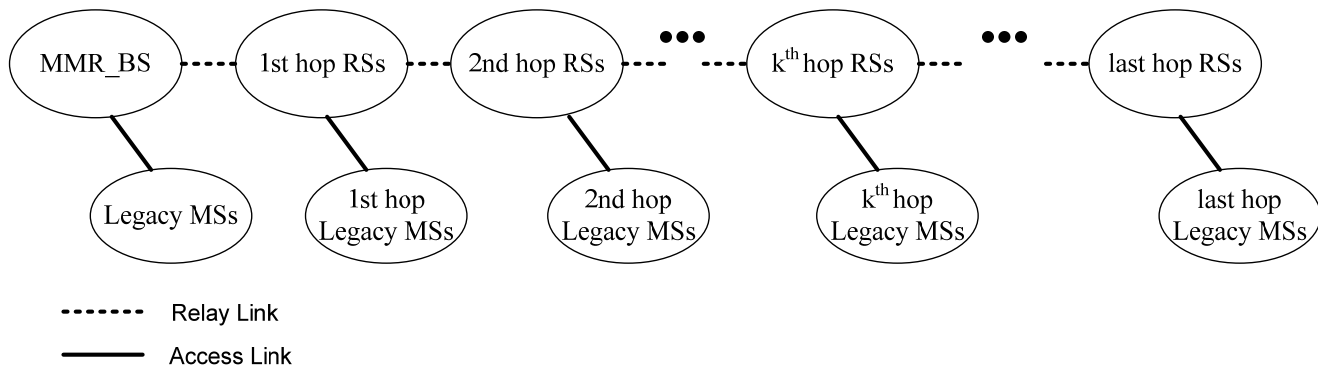 MMR_BS
1st hop RSs
2nd hop RSs
•••
kth hop RSs
•••
last hop RSs
Legacy MSs
1st hop
Legacy MSs
2nd hop
Legacy MSs
kth hop
Legacy MSs
last hop
Legacy MSs
Relay Link
Access Link